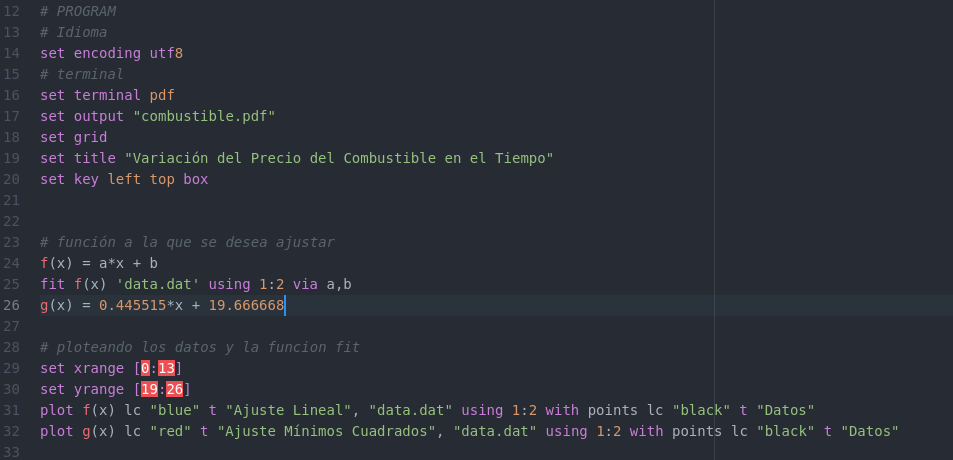 12 # PROGRAM
13 # Idioma
14 set encoding utf8
15 # terminal
16 set terminal pdf
17 set output "combustible.pdf"
18 set grid
19 set title "Variación del Precio del Combustible en el Tiempo"
20 set key left top box
21
22
23 # función a la que se desea ajustar
24 f(x) = a*x + b
25 fit f(x) 'data.dat' using 1:2 via a,b
26 g(x) = 0.445515*x + 19.666668
27
28 # ploteando los datos y la funcion fit
29 set xrange [0:13]
30 set yrange [19:26]
31 plot f(x) lc "blue" t "Ajuste Lineal", "data.dat" using 1:2 with points lc "black" t "Datos"
32 plot g(x) lc "red" t "Ajuste Mínimos Cuadrados", "data.dat" using 1:2 with points lc "black" t "Datos"
33